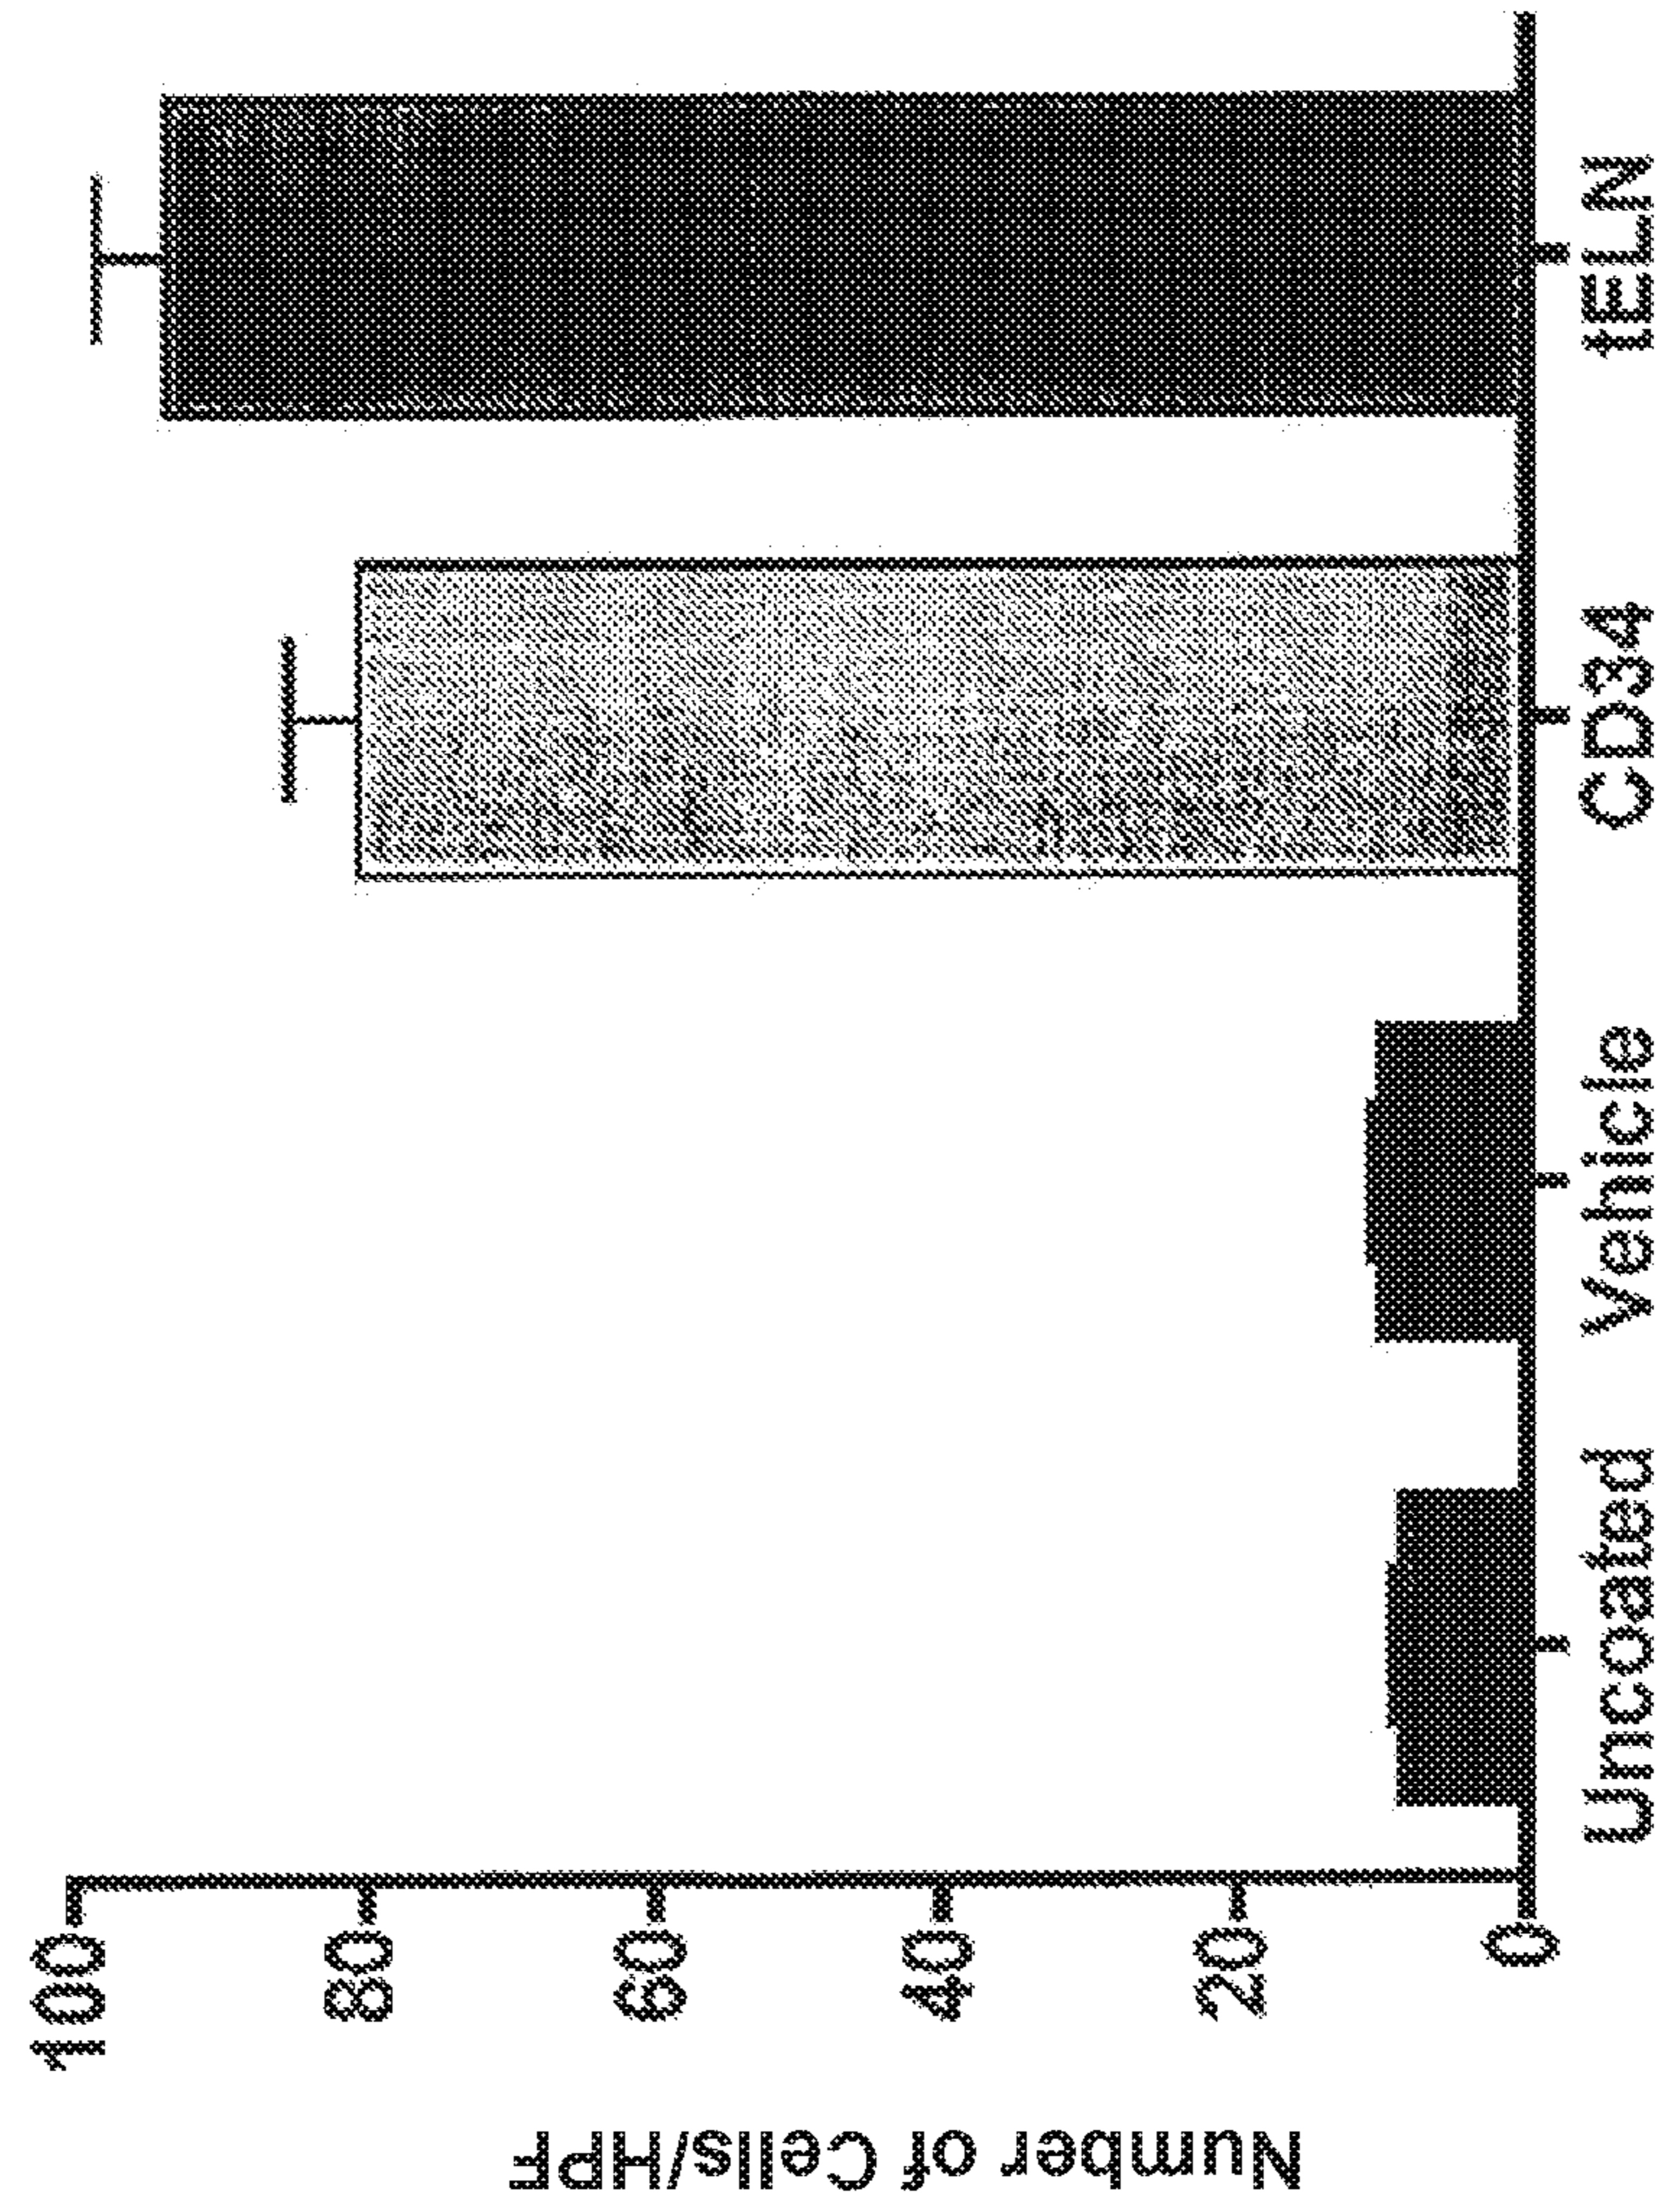 Number of Cells/HPF
100
80
60
40
20
0
Uncoated
Vehicle
CD34
tELN